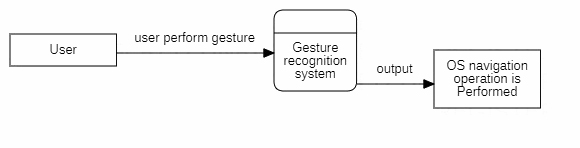 User
user perform gesture
Gesture
recognition
system
output
OS navigation
operation is
Performed